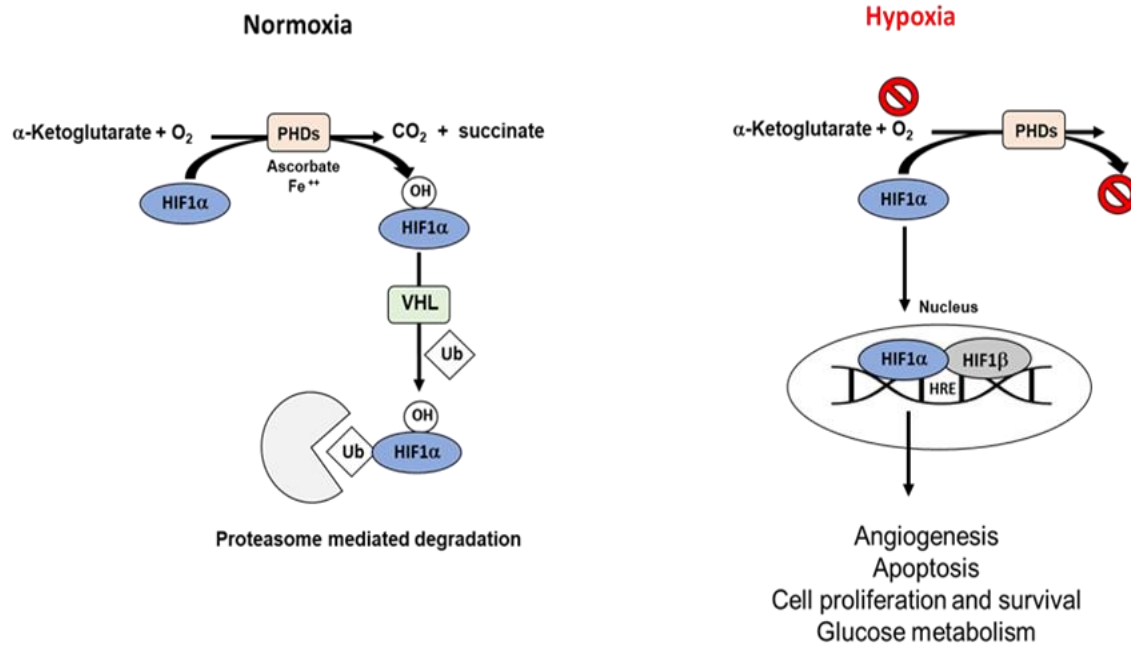 Normoxia
α-Ketoglutarate + O₂
PHDs
CO₂ + succinate
Ascorbate
Fe ⁺⁺
HIF1α
OH
HIF1α
VHL
Ub
OH
Ub
HIF1α
Proteasome mediated degradation
Hypoxia
α-Ketoglutarate + O₂
PHDs
HIF1α
Nucleus
HIF1α
HIF1β
HRE
Angiogenesis
Apoptosis
Cell proliferation and survival
Glucose metabolism